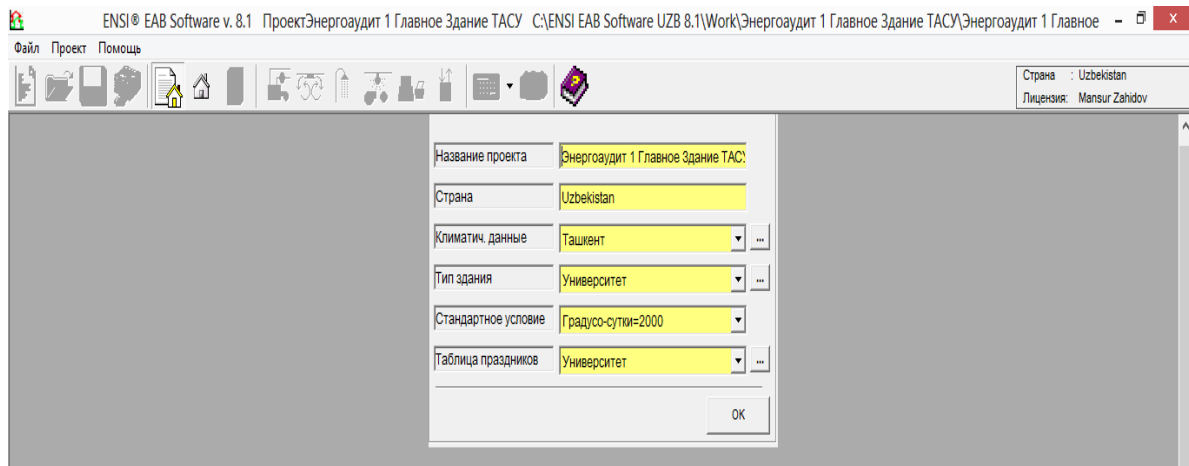 ENSI® EAB Software v. 8.1 ПроектЭнергоаудит 1 Главное Здание ТАСУ C:\ENSI EAB Software UZB 8.1\Work\Энергоаудит 1 Главное Здание ТАСУ\Энергоаудит 1 Главное
Файл Проект Помощь
Страна : Uzbekistan
Лицензия: Mansur Zahidov
Название проекта Энергоаудит 1 Главное Здание ТАСУ
Страна Uzbekistan
Климатич. данные Ташкент ...
Тип здания Университет ...
Стандартное условие Градусо-сутки=2000
Таблица праздников Университет ...
OK